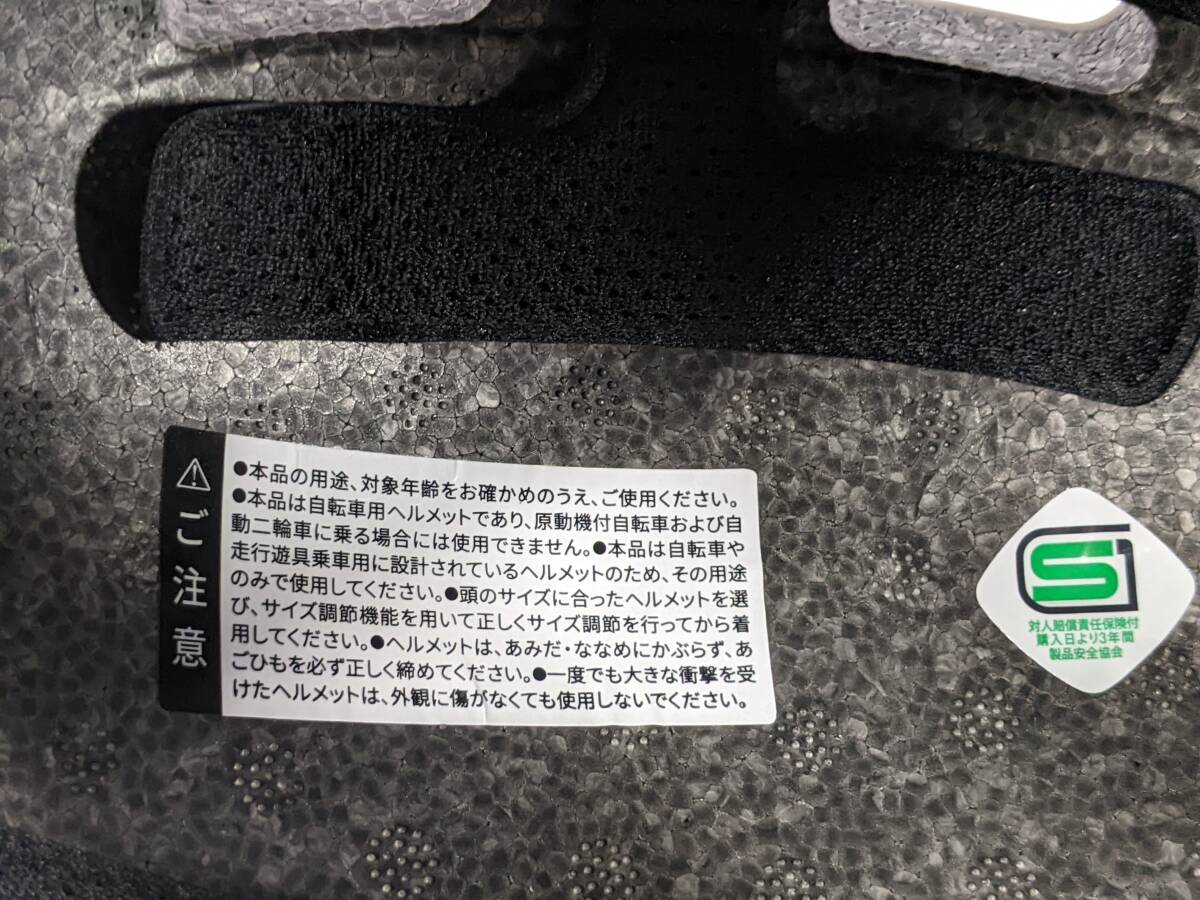 ご注意
●本品の用途、対象年齢をお確かめのうえ、ご使用ください。
●本品は自転車用ヘルメットであり、原動機付自転車および自
動二輪車に乗る場合には使用できません。●本品は自転車や
走行遊具乗車用に設計されているヘルメットのため、その用途
のみで使用してください。●頭のサイズに合ったヘルメットを選
び、サイズ調節機能を用いて正しくサイズ調節を行ってから着
用してください。●ヘルメットは、あみだ・ななめにかぶらず、あ
ごひもを必ず正しく締めてください。●一度でも大きな衝撃を受
けたヘルメットは、外観に傷がなくても使用しないでください。
SG
対人賠償責任保険付
購入日より3年間
製品安全協会